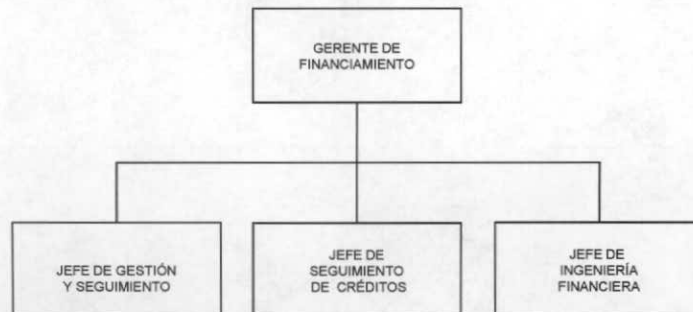 GERENTE DE
FINANCIAMIENTO
JEFE DE GESTIÓN
Y SEGUIMIENTO
JEFE DE
SEGUIMIENTO
DE CRÉDITOS
JEFE DE
INGENIERÍA
FINANCIERA